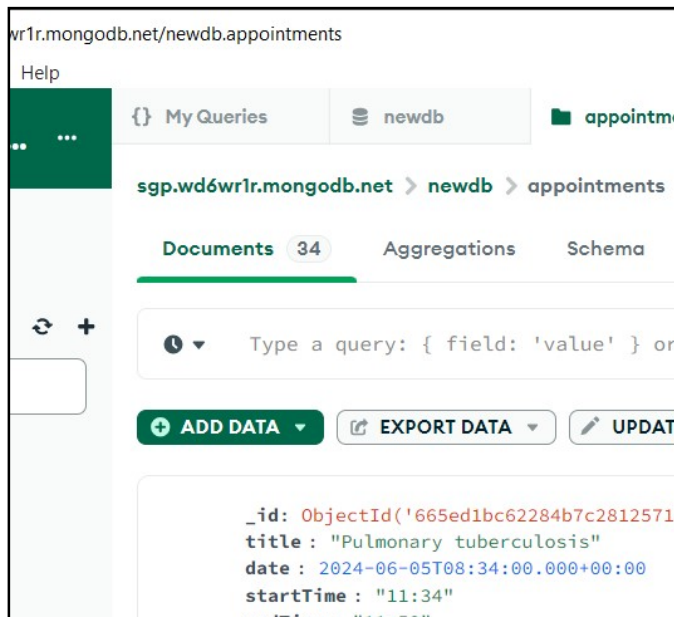 wr1r.mongodb.net/newdb.appointments
Help
{} My Queries newdb appointme
... ...
sgp.wd6wr1r.mongodb.net > newdb > appointments
Documents 34 Aggregations Schema
Type a query: { field: 'value' } or
ADD DATA EXPORT DATA UPDAT
_id: ObjectId('665ed1bc62284b7c2812571
title : "Pulmonary tuberculosis"
date : 2024-06-05T08:34:00.000+00:00
startTime : "11:34"